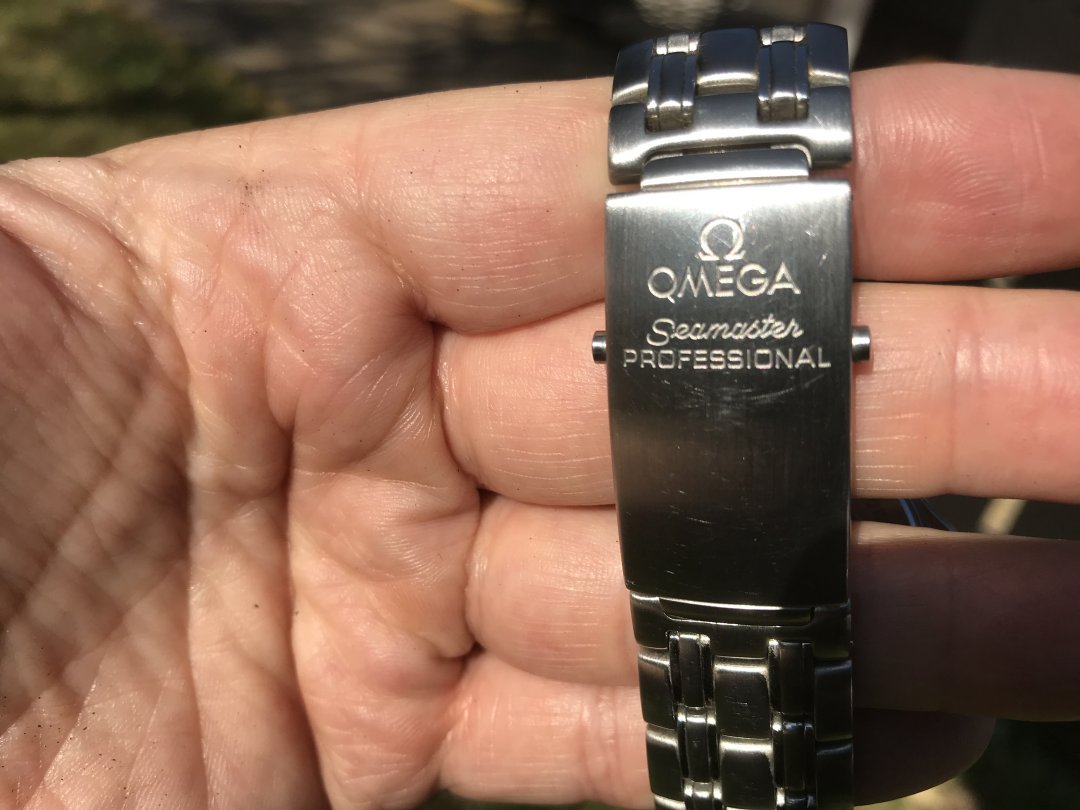 Ω
OMEGA
Seamaster
PROFESSIONAL